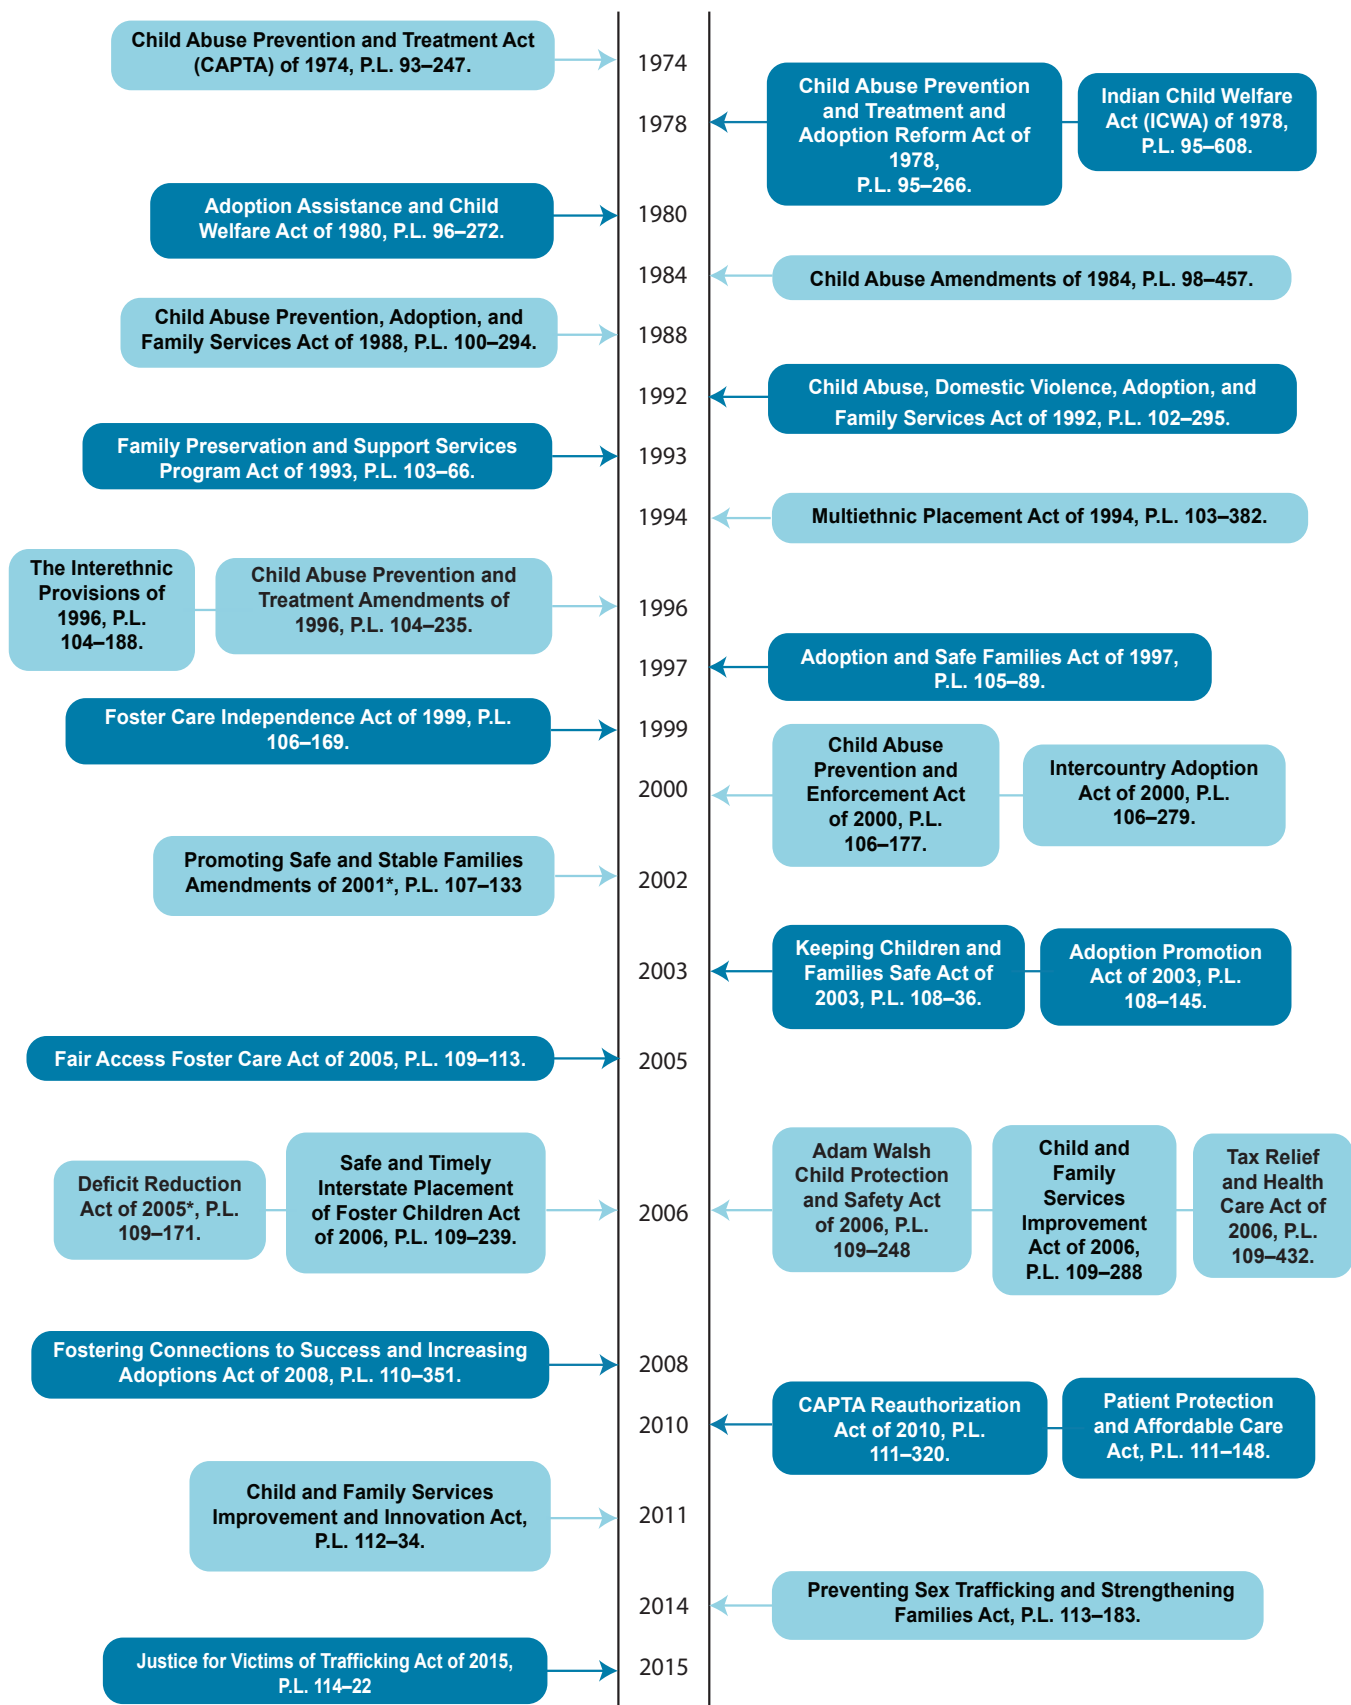 Child Abuse Prevention and Treatment Act
(CAPTA) of 1974, P.L. 93–247.
1974
Child Abuse Prevention
and Treatment and
Adoption Reform Act of
1978,
P.L. 95–266.
Indian Child Welfare
Act (ICWA) of 1978,
P.L. 95–608.
1978
Adoption Assistance and Child
Welfare Act of 1980, P.L. 96–272.
1980
1984
Child Abuse Amendments of 1984, P.L. 98–457.
Child Abuse Prevention, Adoption, and
Family Services Act of 1988, P.L. 100–294.
1988
1992
Child Abuse, Domestic Violence, Adoption, and
Family Services Act of 1992, P.L. 102–295.
Family Preservation and Support Services
Program Act of 1993, P.L. 103–66.
1993
1994
Multiethnic Placement Act of 1994, P.L. 103–382.
The Interethnic
Provisions of
1996, P.L.
104–188.
Child Abuse Prevention and
Treatment Amendments of
1996, P.L. 104–235.
1996
1997
Adoption and Safe Families Act of 1997,
P.L. 105–89.
Foster Care Independence Act of 1999, P.L.
106–169.
1999
2000
Child Abuse
Prevention and
Enforcement Act
of 2000, P.L.
106–177.
Intercountry Adoption
Act of 2000, P.L.
106–279.
Promoting Safe and Stable Families
Amendments of 2001*, P.L. 107–133
2002
2003
Keeping Children and
Families Safe Act of
2003, P.L. 108–36.
Adoption Promotion
Act of 2003, P.L.
108–145.
Fair Access Foster Care Act of 2005, P.L. 109–113.
2005
Deficit Reduction
Act of 2005*, P.L.
109–171.
Safe and Timely
Interstate Placement
of Foster Children Act
of 2006, P.L. 109–239.
2006
Adam Walsh
Child Protection
and Safety Act
of 2006, P.L.
109–248
Child and
Family
Services
Improvement
Act of 2006,
P.L. 109–288
Tax Relief
and Health
Care Act of
2006, P.L.
109–432.
Fostering Connections to Success and Increasing
Adoptions Act of 2008, P.L. 110–351.
2008
2010
CAPTA Reauthorization
Act of 2010, P.L.
111–320.
Patient Protection
and Affordable Care
Act, P.L. 111–148.
Child and Family Services
Improvement and Innovation Act,
P.L. 112–34.
2011
2014
Preventing Sex Trafficking and Strengthening
Families Act, P.L. 113–183.
Justice for Victims of Trafficking Act of 2015,
P.L. 114–22
2015